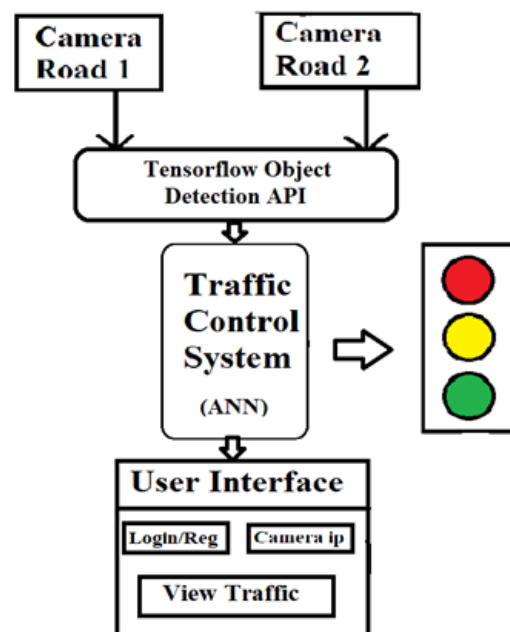 Camera
Road 1
Camera
Road 2
Tensorflow Object
Detection API
Traffic
Control
System
(ANN)
User Interface
Login/Reg
Camera ip
View Traffic